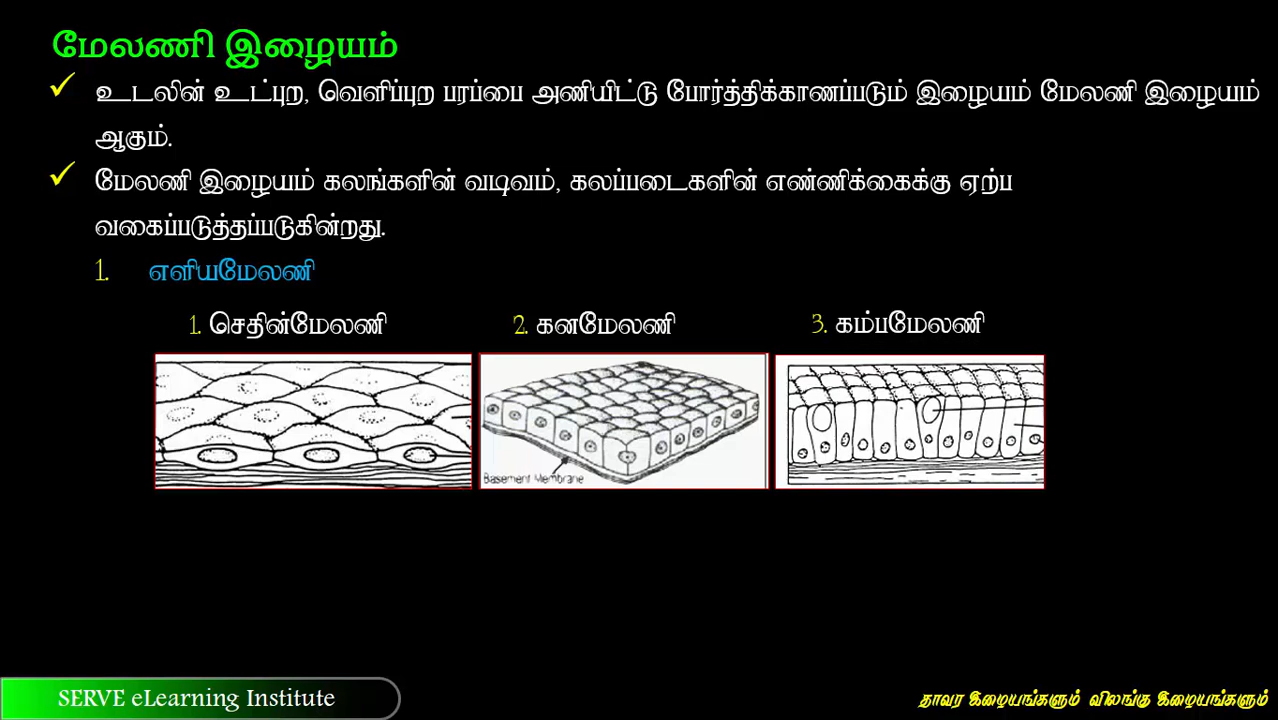 மேலணி இழையம்
✓ உடலின் உட்புற, வெளிப்புற பரப்பை அணியிட்டு போர்த்திக்காணப்படும் இழையம் மேலணி இழையம்
ஆகும்.
✓ மேலணி இழையம் கலங்களின் வடிவம், கலப்படைகளின் எண்ணிக்கைக்கு ஏற்ப
வகைப்படுத்தப்படுகின்றது.
1. எளியமேலணி
1. செதின்மேலணி 2. கனமேலணி 3. கம்பமேலணி
Basement Membrane
SERVE eLearning Institute
தாவர இழையங்களும் விலங்கு இழையங்களும்